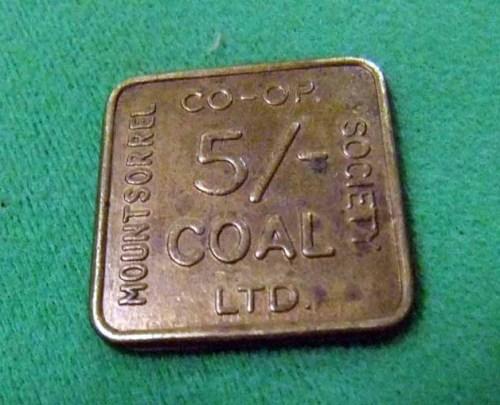 MOUNTSORREL
CO-OP.
SOCIETY
5/-
COAL
LTD.